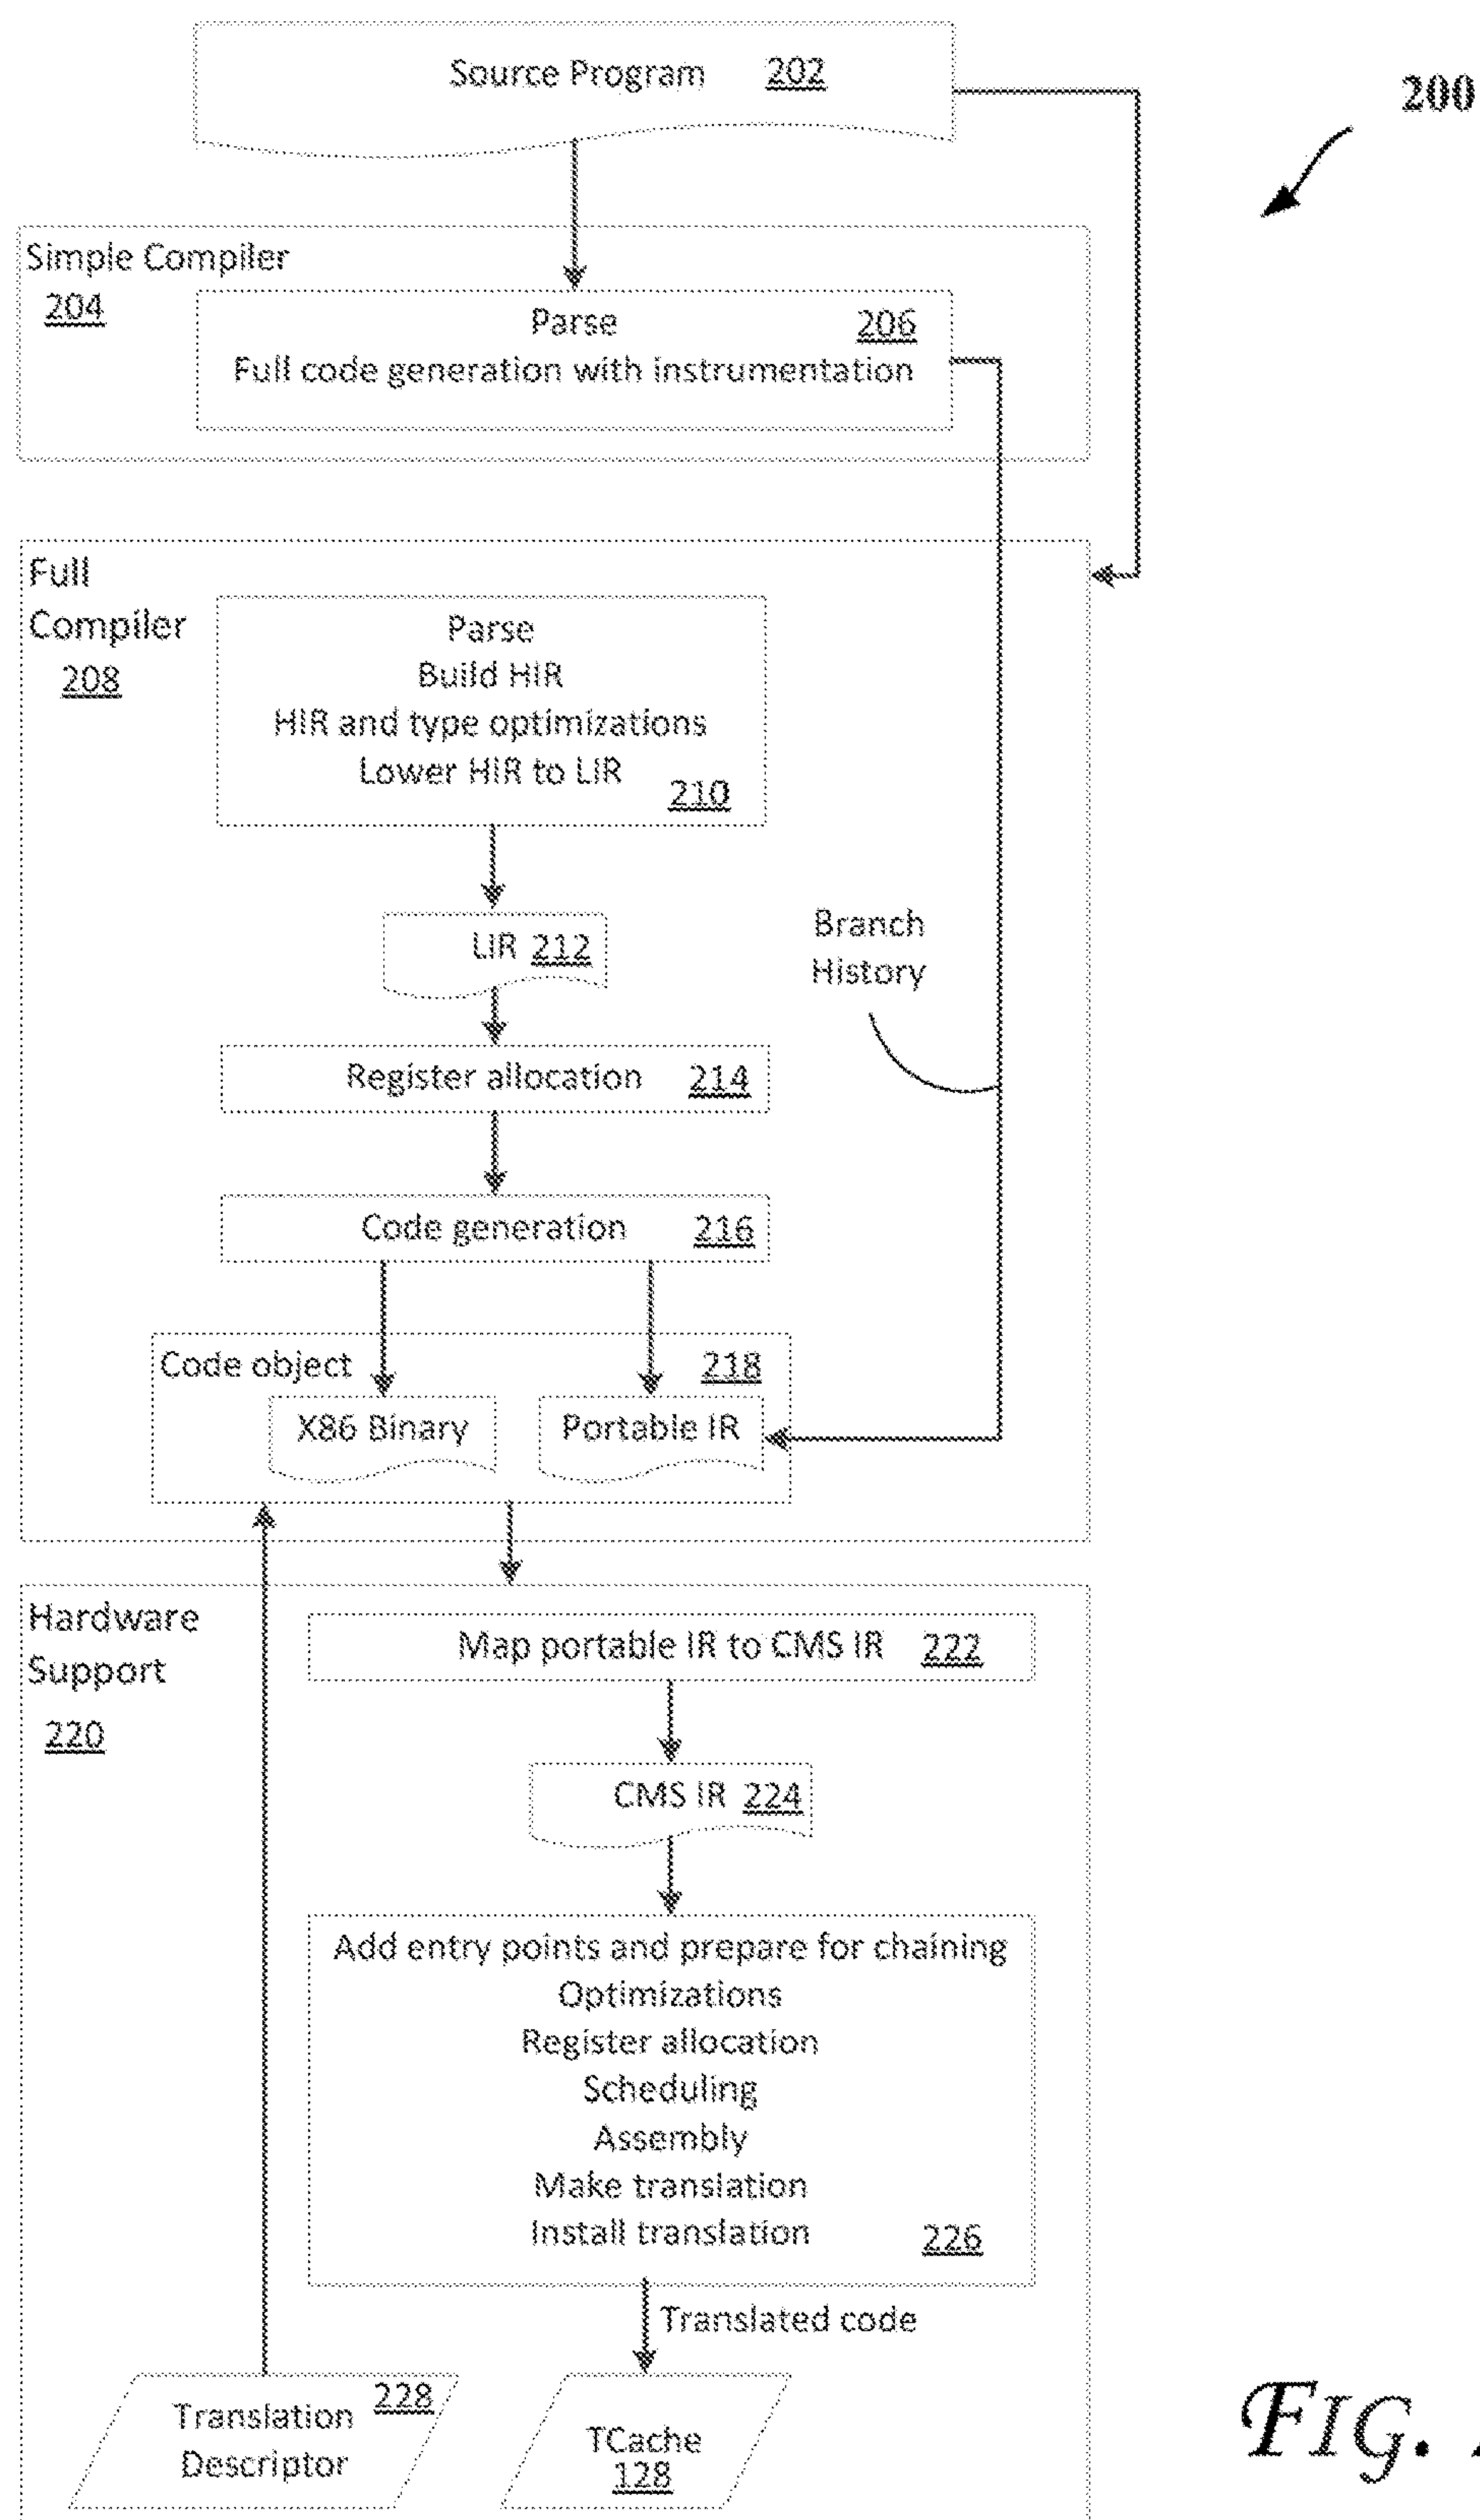 Source Program 202
200
Simple Compiler
204
Parse 206
Full code generation with instrumentation
Full
Compiler
208
Parse
Build HIR
HIR and type optimizations
Lower HIR to LIR
210
LIR 212
Branch
History
Register allocation 214
Code generation 216
Code object 218
X86 Binary
Portable IR
Hardware
Support
220
Map portable IR to CMS IR 222
CMS IR 224
Add entry points and prepare for chaining
Optimizations
Register allocation
Scheduling
Assembly
Make translation
Install translation 226
Translated code
Translation 228
Descriptor
TCache
128
FIG.